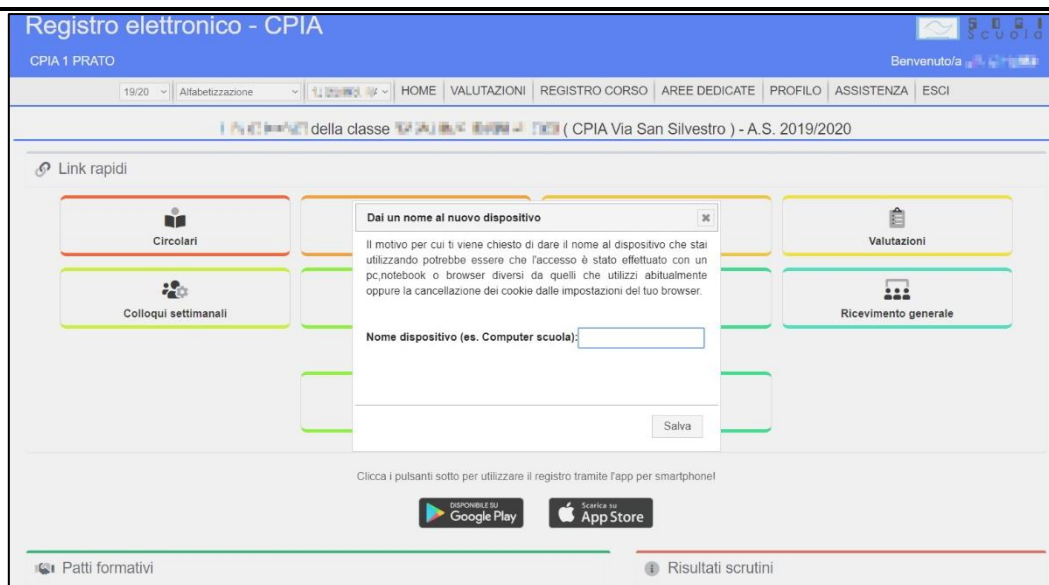 Registro elettronico - CPIA
SOGI
Scuola
CPIA 1 PRATO
Benvenuto/a
19/20 Alfabetizzazione HOME VALUTAZIONI REGISTRO CORSO AREE DEDICATE PROFILO ASSISTENZA ESCI
della classe ( CPIA Via San Silvestro ) - A.S. 2019/2020
Link rapidi
Circolari
Valutazioni
Colloqui settimanali
Ricevimento generale
Dai un nome al nuovo dispositivo
Il motivo per cui ti viene chiesto di dare il nome al dispositivo che stai
utilizzando potrebbe essere che l'accesso è stato effettuato con un
pc,notebook o browser diversi da quelli che utilizzi abitualmente
oppure la cancellazione dei cookie dalle impostazioni del tuo browser.
Nome dispositivo (es. Computer scuola):
Salva
Clicca i pulsanti sotto per utilizzare il registro tramite l'app per smartphone!
DISPONIBILE SU
Google Play
Scarica su
App Store
Patti formativi
Risultati scrutini